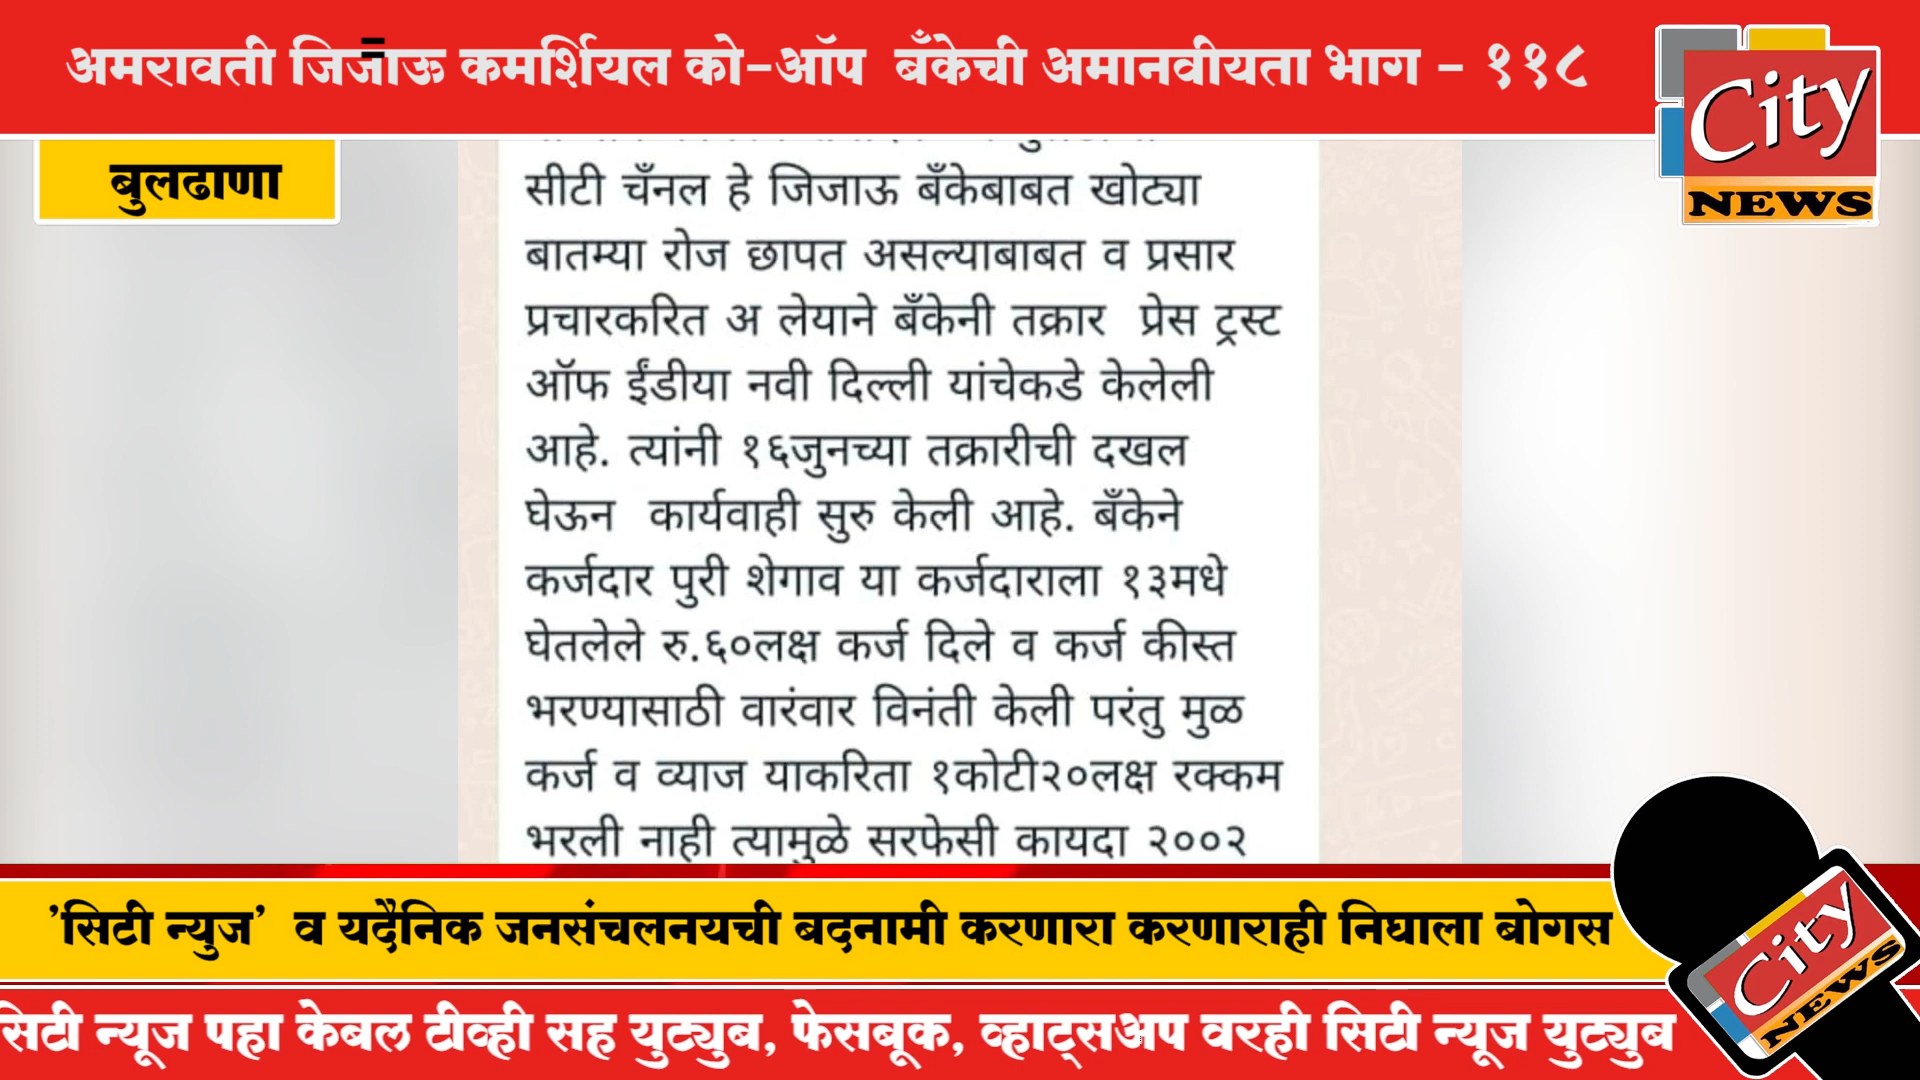 अमरावती जिजाऊ कमर्शियल को-ऑप बँकेची अमानवीयता भाग - ११८
City
NEWS
बुलढाणा
सीटी चँनल हे जिजाऊ बँकेबाबत खोट्या
बातम्या रोज छापत असल्याबाबत व प्रसार
प्रचारकरित अ लेयाने बँकेनी तक्रार प्रेस ट्रस्ट
ऑफ ईंडीया नवी दिल्ली यांचेकडे केलेली
आहे. त्यांनी १६जुनच्या तक्रारीची दखल
घेऊन कार्यवाही सुरु केली आहे. बँकेने
कर्जदार पुरी शेगाव या कर्जदाराला १३मधे
घेतलेले रु.६०लक्ष कर्ज दिले व कर्ज कीस्त
भरण्यासाठी वारंवार विनंती केली परंतु मुळ
कर्ज व व्याज याकरिता १कोटी२०लक्ष रक्कम
भरली नाही त्यामुळे सरफेसी कायदा २००२
'सिटी न्युज' व यदैनिक जनसंचलनयची बदनामी करणारा करणाराही निघाला बोगस
सिटी न्यूज पहा केबल टीव्ही सह युट्युब, फेसबूक, व्हाट्सअप वरही सिटी न्यूज युट्युब
City
NEWS